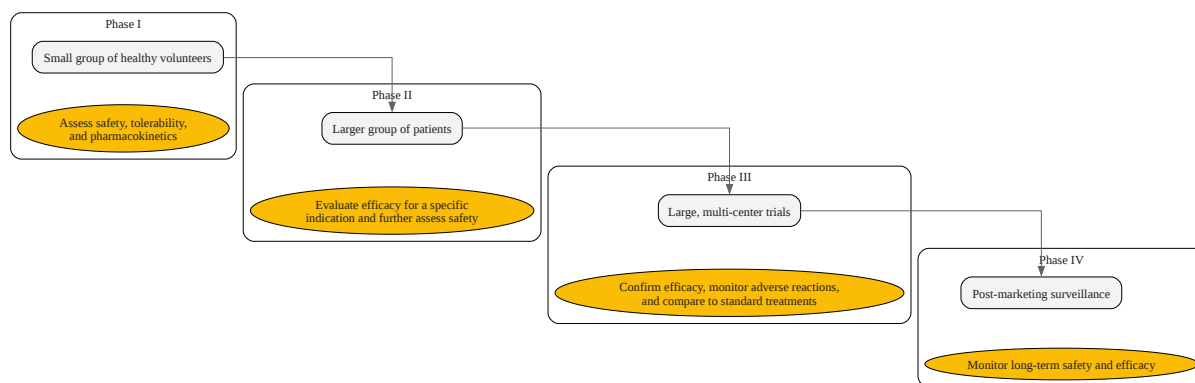 Phase I
Small group of healthy volunteers
Assess safety, tolerability,
and pharmacokinetics
Phase II
Larger group of patients
Evaluate efficacy for a specific
indication and further assess safety
Phase III
Large, multi-center trials
Confirm efficacy, monitor adverse reactions,
and compare to standard treatments
Phase IV
Post-marketing surveillance
Monitor long-term safety and efficacy